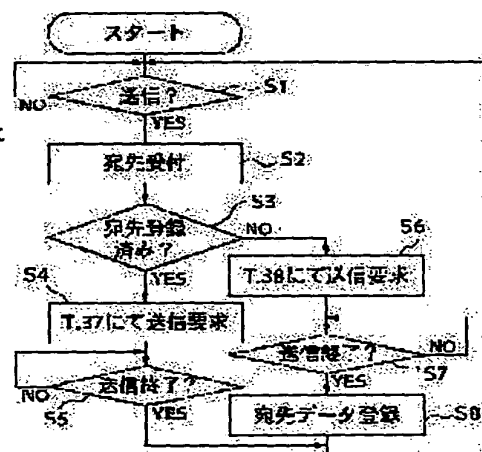 スタート
送信?
S1
NO
YES
に
宛先受付
S2
S3
宛先登録
済み?
NO
YES
S4
S6
T.37にて送信要求
T.38にて送信要求
送信終了?
NO
YES
S5
送信終了?
NO
YES
S7
宛先データ登録
S8